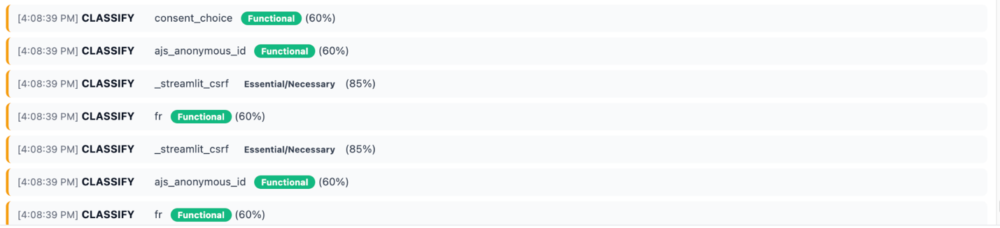 [4:08:39 PM] CLASSIFY consent_choice Functional (60%)
[4:08:39 PM] CLASSIFY ajs_anonymous_id Functional (60%)
[4:08:39 PM] CLASSIFY _streamlit_csrf Essential/Necessary (85%)
[4:08:39 PM] CLASSIFY fr Functional (60%)
[4:08:39 PM] CLASSIFY _streamlit_csrf Essential/Necessary (85%)
[4:08:39 PM] CLASSIFY ajs_anonymous_id Functional (60%)
[4:08:39 PM] CLASSIFY fr Functional (60%)